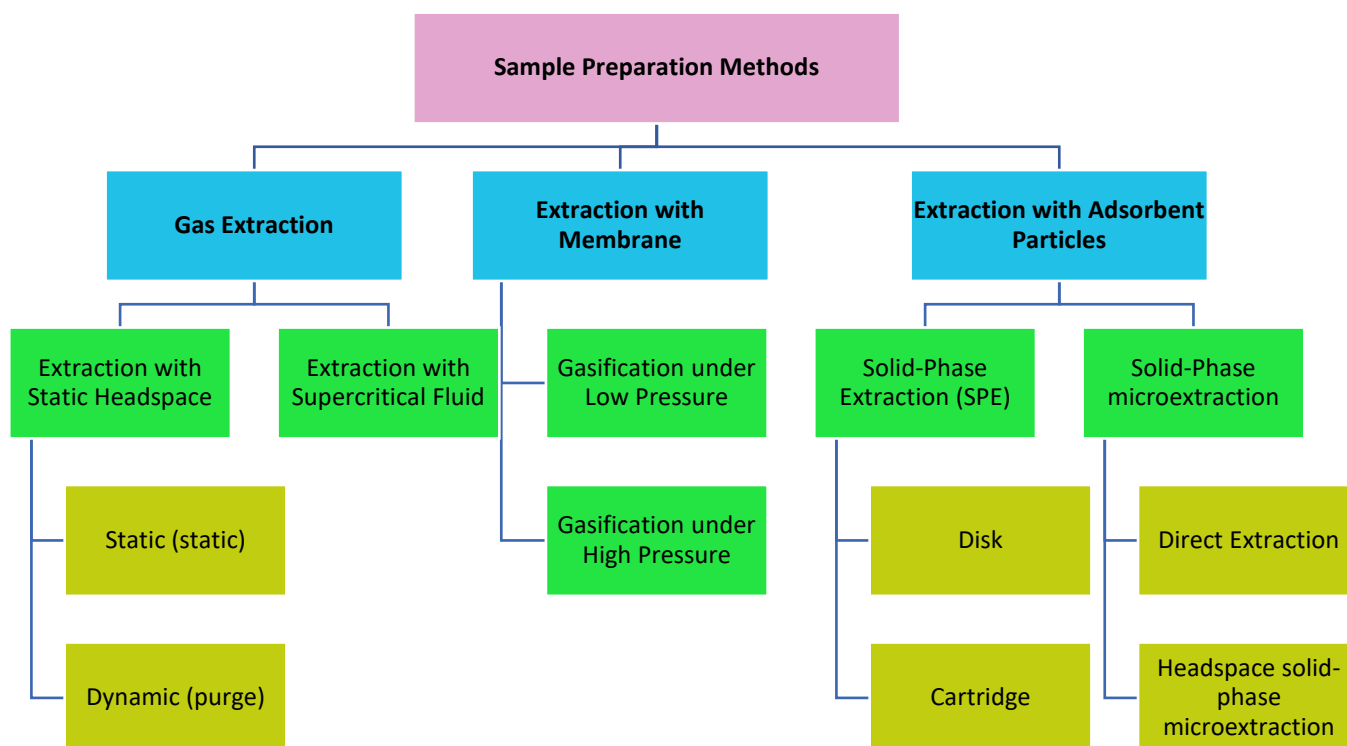 Sample Preparation Methods
Gas Extraction
Extraction with
Membrane
Extraction with Adsorbent
Particles
Extraction with
Static Headspace
Extraction with
Supercritical Fluid
Gasification under
Low Pressure
Solid-Phase
Extraction (SPE)
Solid-Phase
microextraction
Static (static)
Gasification under
High Pressure
Disk
Direct Extraction
Dynamic (purge)
Cartridge
Headspace solid-
phase
microextraction